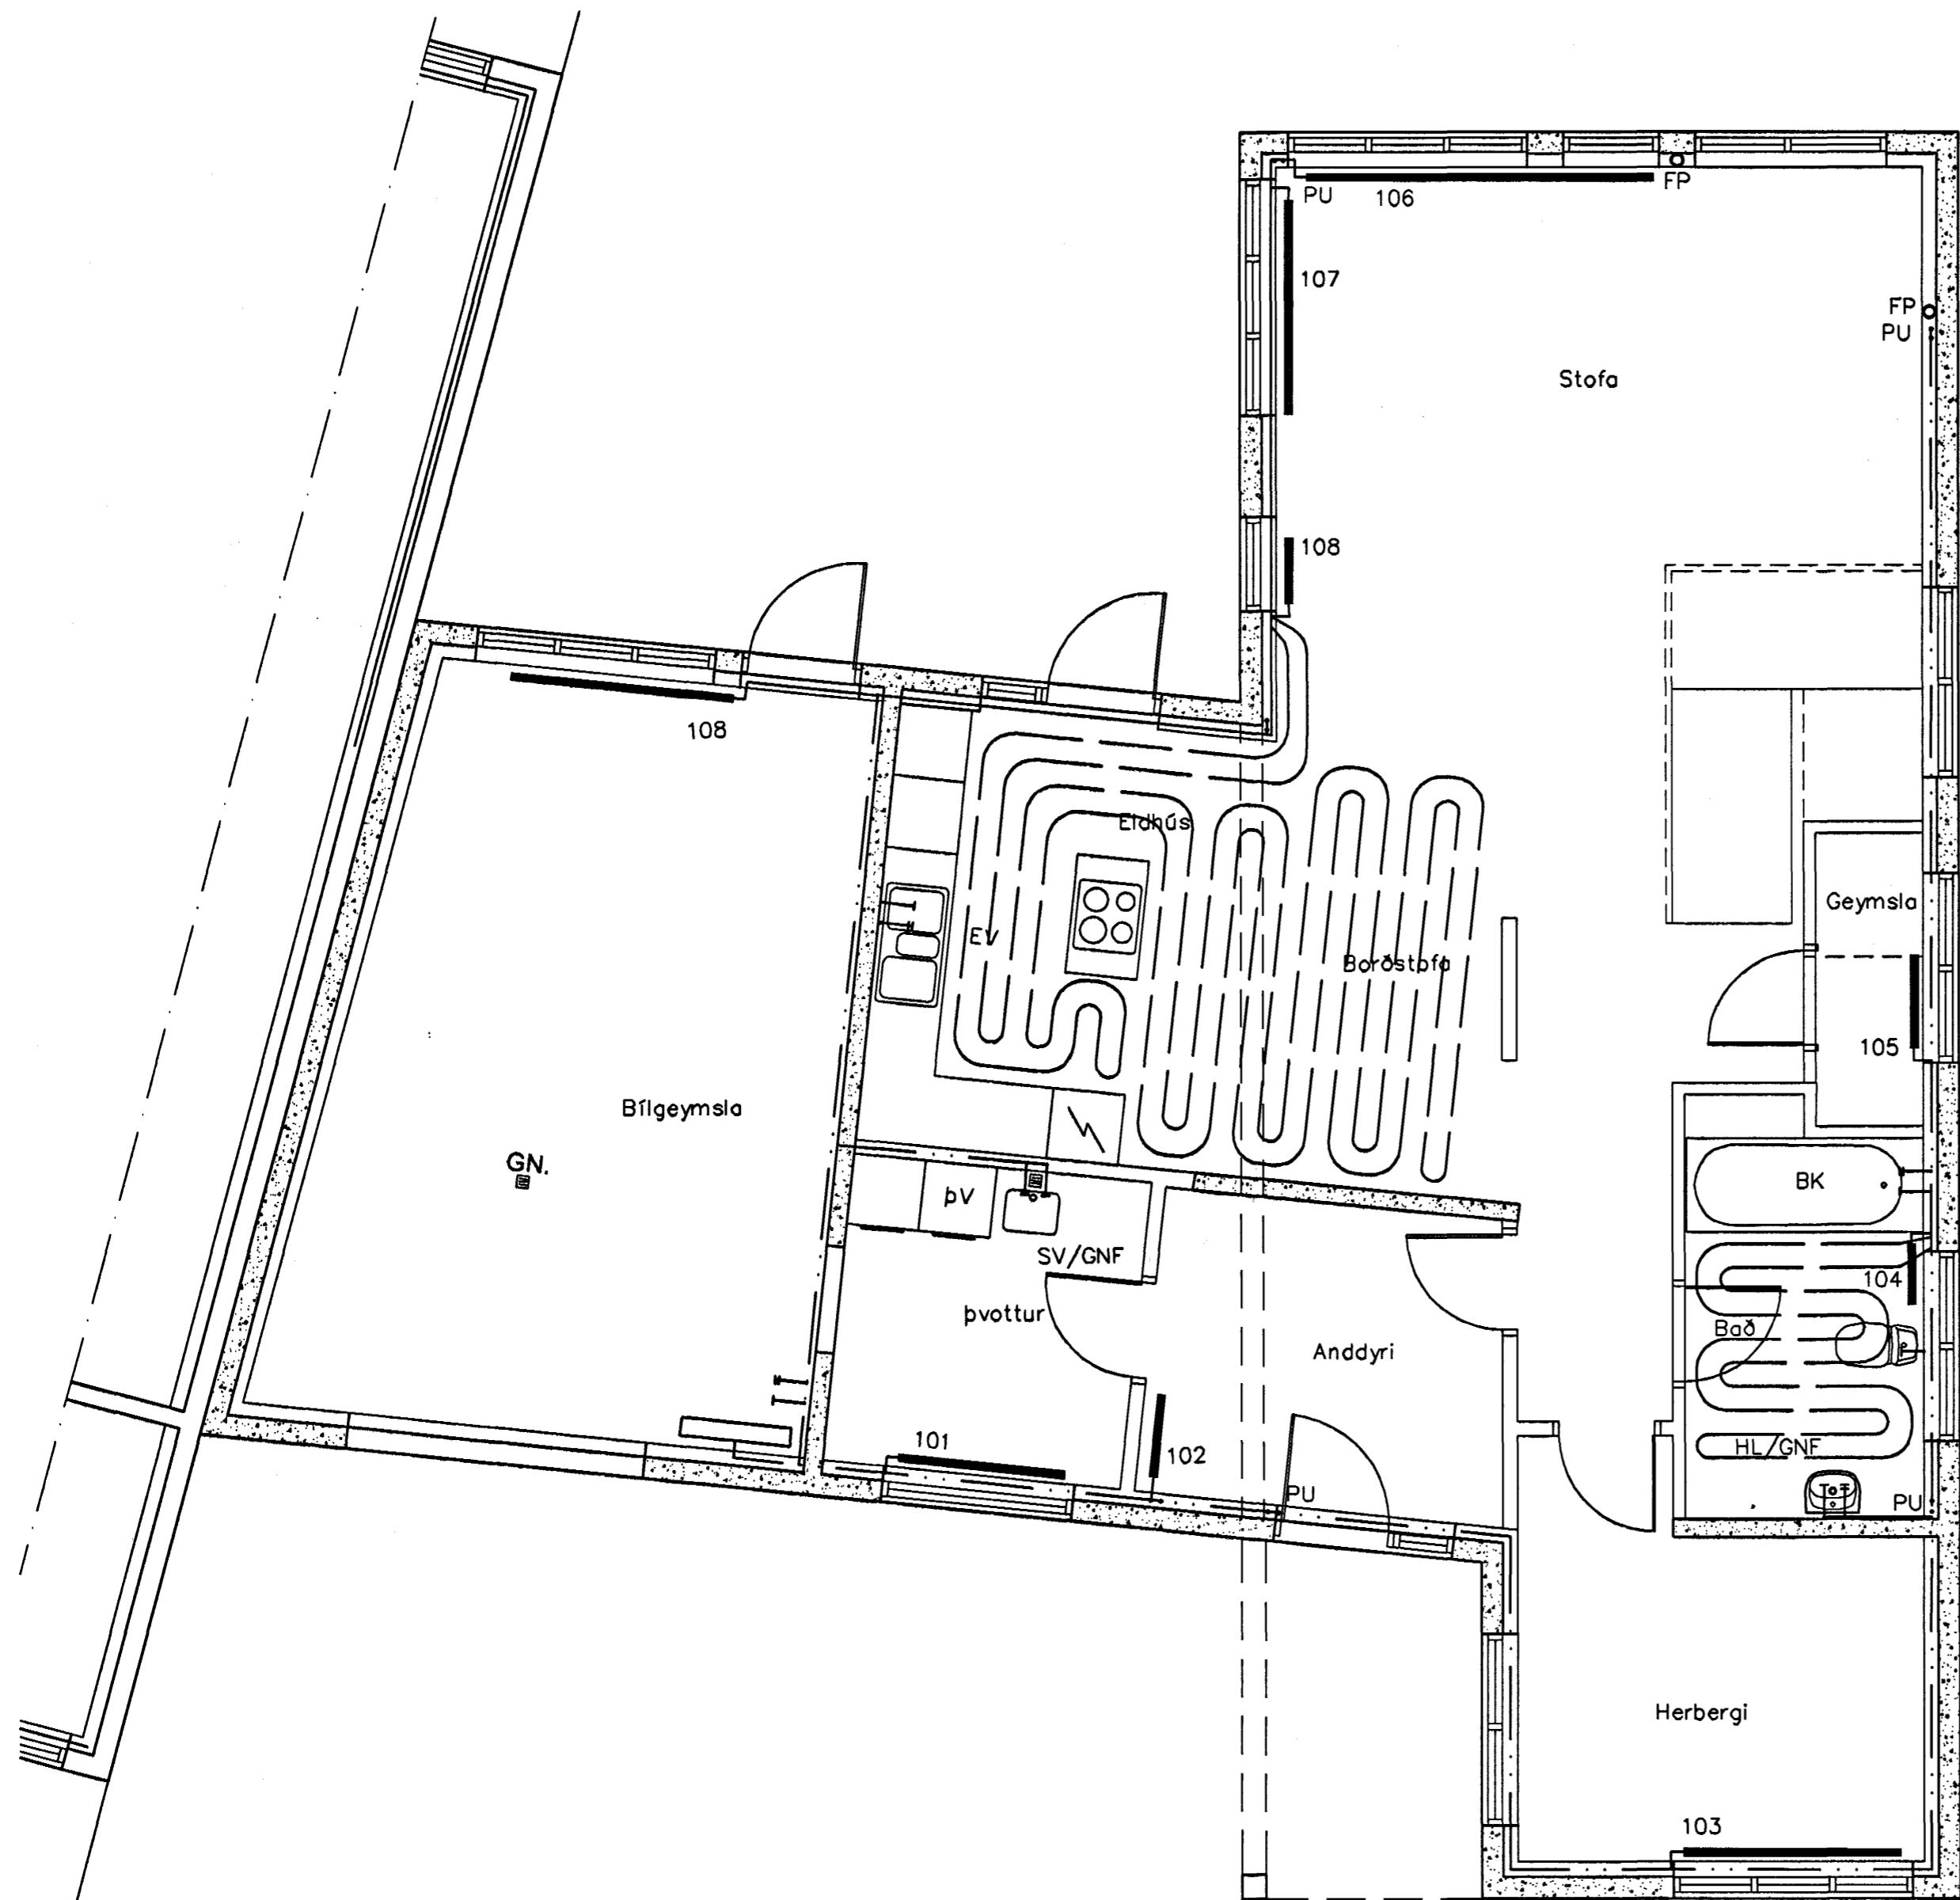 PU
106
FP
107
FP
PU
Stofa
108
108
Eldhús
Geymsla
EV
Borðstofa
105
Bílgeymsla
GN.
BK
þV
SV/GNF
104
þvottur
Bað
Anddyri
101
102
HL/GNF
PU
PU
Herbergi
103